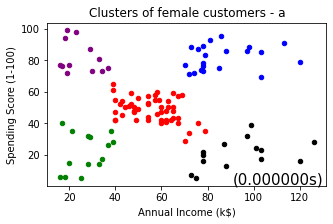 Clusters of female customers - a
Spending Score (1-100)
100
80
60
40
20
(0.000000s)
20
40
60
80
100
120
Annual Income (k$)